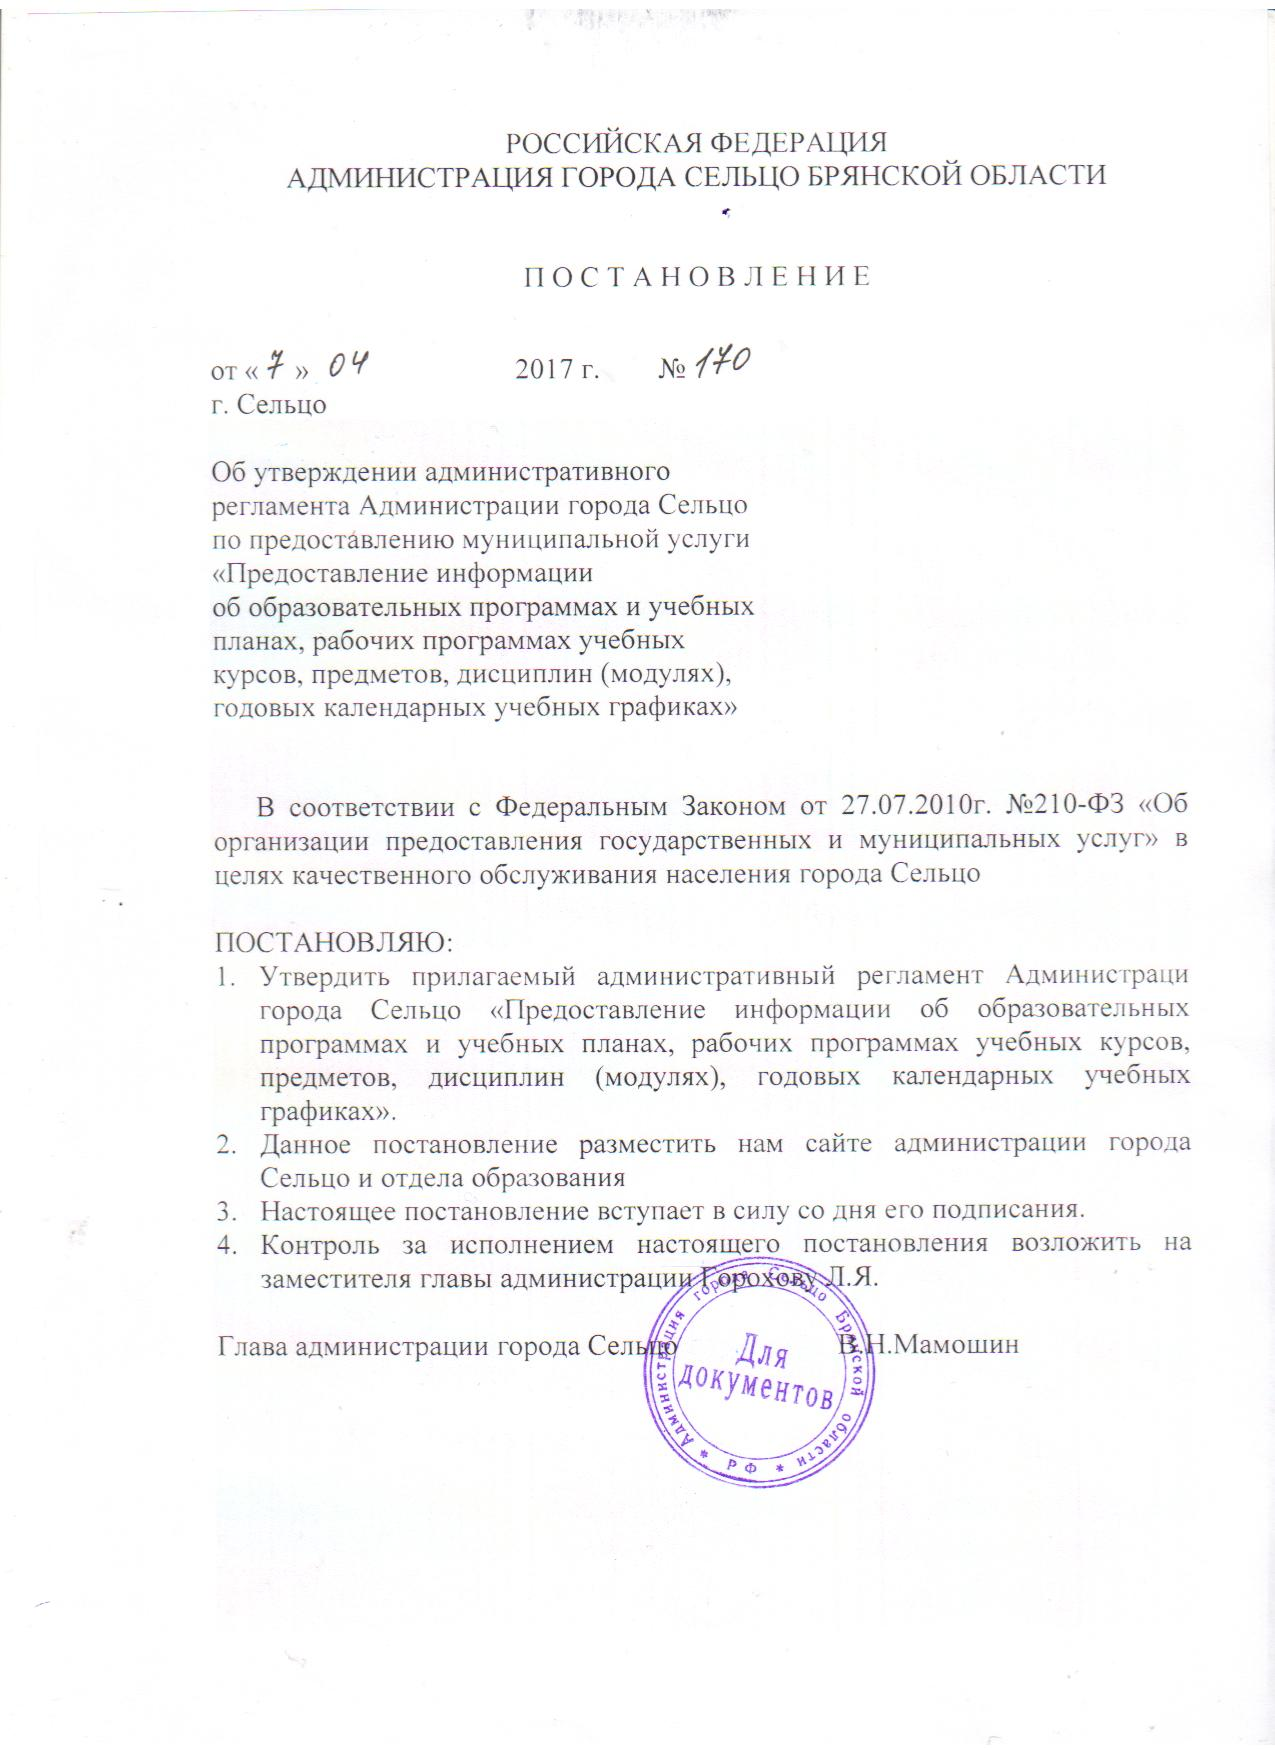 РОССИЙСКАЯ ФЕДЕРАЦИЯ
АДМИНИСТРАЦИЯ ГОРОДА СЕЛЬЦО БРЯНСКОЙ ОБЛАСТИ
П О С Т А Н О В Л Е Н И Е
от « 7 » 04 2017 г. № 170
г. Сельцо
Об утверждении административного
регламента Администрации города Сельцо
по предоставлению муниципальной услуги
«Предоставление информации
об образовательных программах и учебных
планах, рабочих программах учебных
курсов, предметов, дисциплин (модулях),
годовых календарных учебных графиках»
В соответствии с Федеральным Законом от 27.07.2010г. №210-ФЗ «Об
организации предоставления государственных и муниципальных услуг» в
целях качественного обслуживания населения города Сельцо
ПОСТАНОВЛЯЮ:
1. Утвердить прилагаемый административный регламент Администраци
города Сельцо «Предоставление информации об образовательных
программах и учебных планах, рабочих программах учебных курсов,
предметов, дисциплин (модулях), годовых календарных учебных
графиках».
2. Данное постановление разместить нам сайте администрации города
Сельцо и отдела образования
3. Настоящее постановление вступает в силу со дня его подписания.
4. Контроль за исполнением настоящего постановления возложить на
заместителя главы администрации Горохову Л.Я.
Глава администрации города Сельцо В.Н.Мамошин
Администрация города Сельцо Брянской области * РФ *
Для
документов